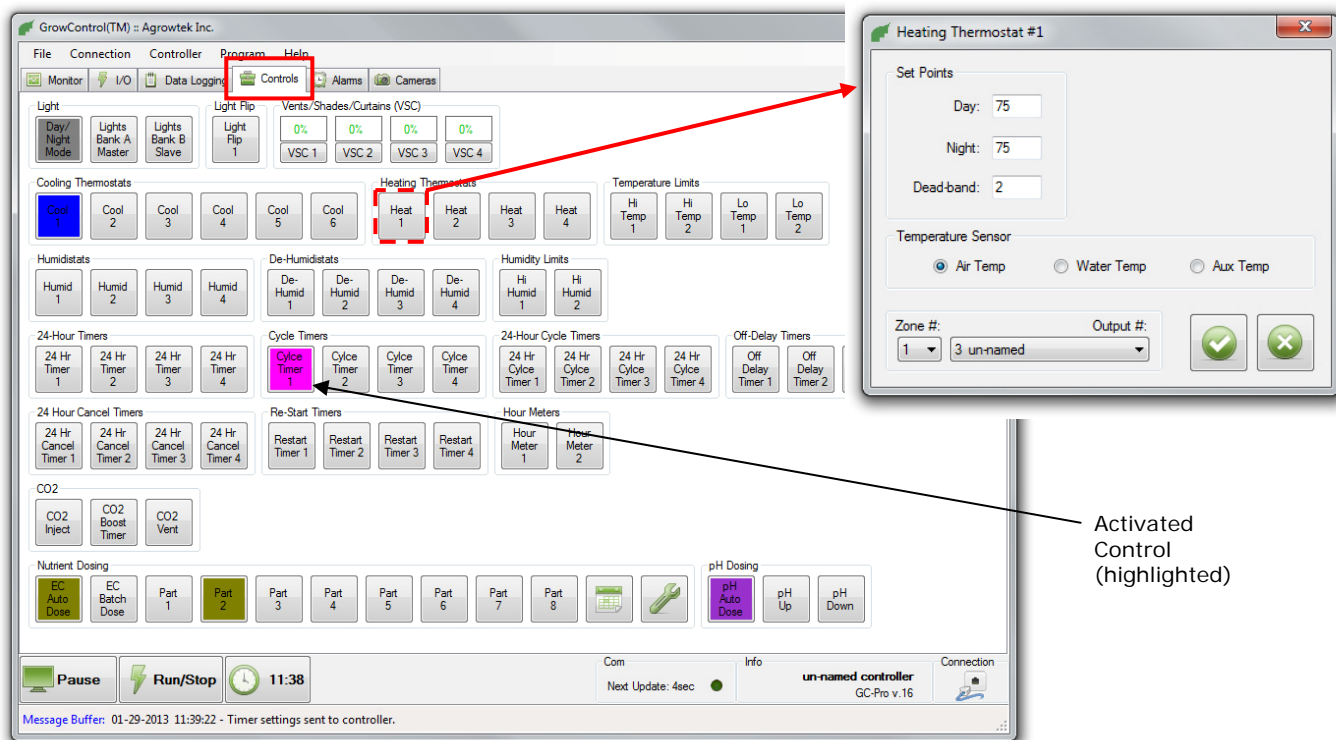 GrowControl(TM) :: Agrowtek Inc.
File Connection Controller Program Help
Monitor I/O Data Logging Controls Alarms Cameras
Light Light Flip Vents/Shades/Curtains (VSC)
Day/ Night Mode Lights Bank A Master Lights Bank B Slave Light Flip 1 0% 0% 0% 0%
VSC 1 VSC 2 VSC 3 VSC 4
Cooling Thermostats Heating Thermostats Temperature Limits
Cool 1 Cool 2 Cool 3 Cool 4 Cool 5 Cool 6 Heat 1 Heat 2 Heat 3 Heat 4 Hi Temp 1 Hi Temp 2 Lo Temp 1 Lo Temp 2
Humidistats De-Humidistats Humidity Limits
Humid 1 Humid 2 Humid 3 Humid 4 De- Humid 1 De- Humid 2 De- Humid 3 De- Humid 4 Hi Humid 1 Hi Humid 2
24-Hour Timers Cycle Timers 24-Hour Cycle Timers Off-Delay Timers
24 Hr Timer 1 24 Hr Timer 2 24 Hr Timer 3 24 Hr Timer 4 Cylce Timer 1 Cylce Timer 2 Cylce Timer 3 Cylce Timer 4 24 Hr Cylce Timer 1 24 Hr Cylce Timer 2 24 Hr Cylce Timer 3 24 Hr Cylce Timer 4 Off Delay Timer 1 Off Delay Timer 2
24 Hour Cancel Timers Re-Start Timers Hour Meters
24 Hr Cancel Timer 1 24 Hr Cancel Timer 2 24 Hr Cancel Timer 3 24 Hr Cancel Timer 4 Restart Timer 1 Restart Timer 2 Restart Timer 3 Restart Timer 4 Hour Meter 1 Hour Meter 2
CO2
CO2 Inject CO2 Boost Timer CO2 Vent
Nutrient Dosing pH Dosing
EC Auto Dose EC Batch Dose Part 1 Part 2 Part 3 Part 4 Part 5 Part 6 Part 7 Part 8 pH Auto Dose pH Up pH Down
Pause Run/Stop 11:38
Com Info Connection
Next Update: 4sec un-named controller
GC-Pro v.16
Message Buffer: 01-29-2013 11:39:22 - Timer settings sent to controller.
Heating Thermostat #1
Set Points
Day: 75
Night: 75
Dead-band: 2
Temperature Sensor
Air Temp Water Temp Aux Temp
Zone #: Output #:
1 3 un-named
Activated
Control
(highlighted)